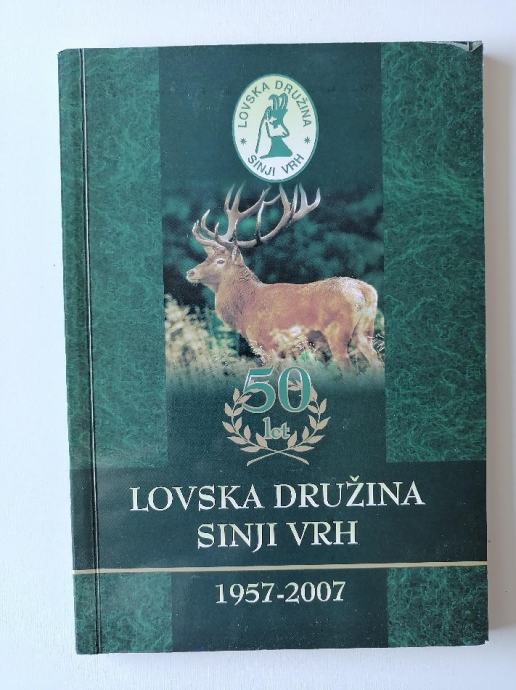 * LOVSKA DRUŽINA *
SINJI VRH
50
let
LOVSKA DRUŽINA
SINJI VRH
1957-2007